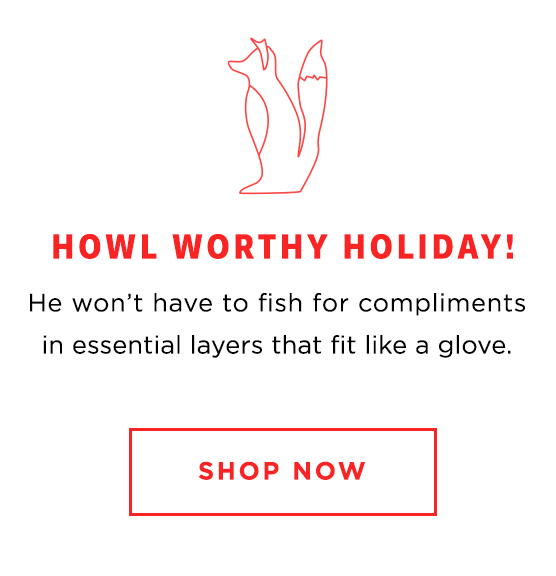 HOWL WORTHY HOLIDAY!
He won’t have to fish for compliments
in essential layers that fit like a glove.
SHOP NOW